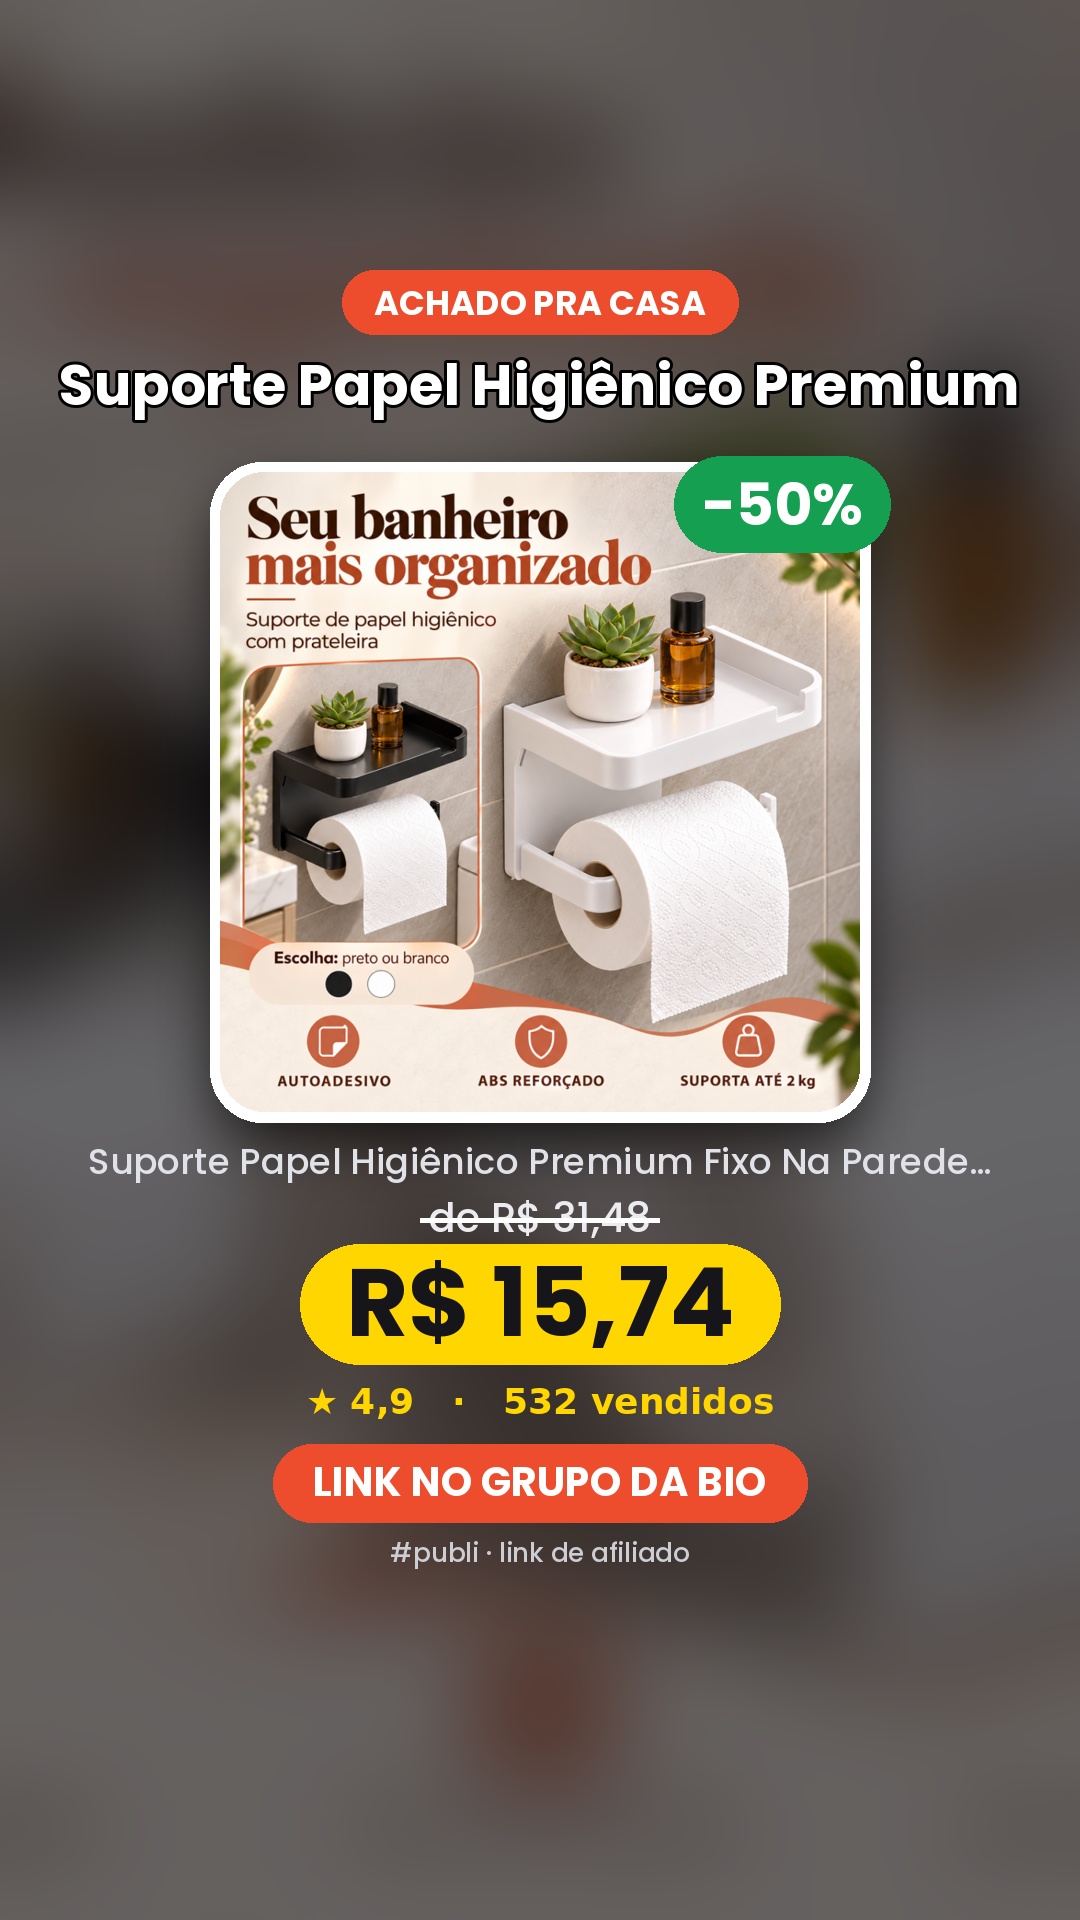 ACHADO PRA CASA
Suporte Papel Higiênico Premium
-50%
Seu banheiro
mais organizado
Suporte de papel higiênico
com prateleira
Escolha: preto ou branco
AUTOADESIVO
ABS REFORÇADO
SUPORTA ATÉ 2 kg
Suporte Papel Higiênico Premium Fixo Na Parede...
de R$ 31,48
R$ 15,74
★ 4,9 · 532 vendidos
LINK NO GRUPO DA BIO
#publi · link de afiliado